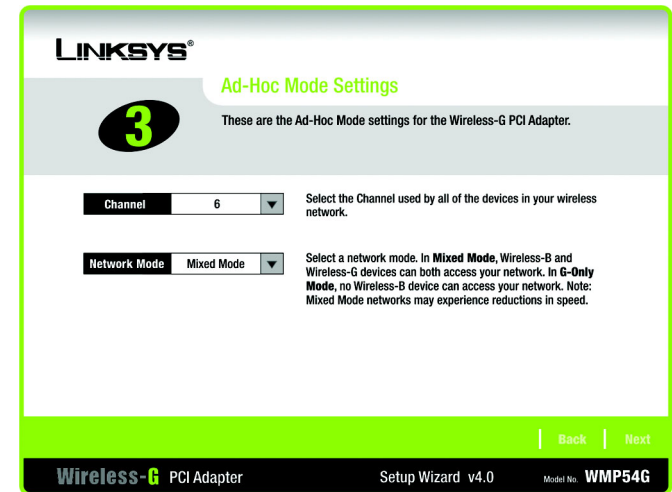 LINKSYS®
Ad-Hoc Mode Settings
3
These are the Ad-Hoc Mode settings for the Wireless-G PCI Adapter.
Channel 6
Select the Channel used by all of the devices in your wireless
network.
Network Mode Mixed Mode
Select a network mode. In Mixed Mode, Wireless-B and
Wireless-G devices can both access your network. In G-Only
Mode, no Wireless-B device can access your network. Note:
Mixed Mode networks may experience reductions in speed.
Back Next
Wireless-G PCI Adapter Setup Wizard v4.0 Model No. WMP54G